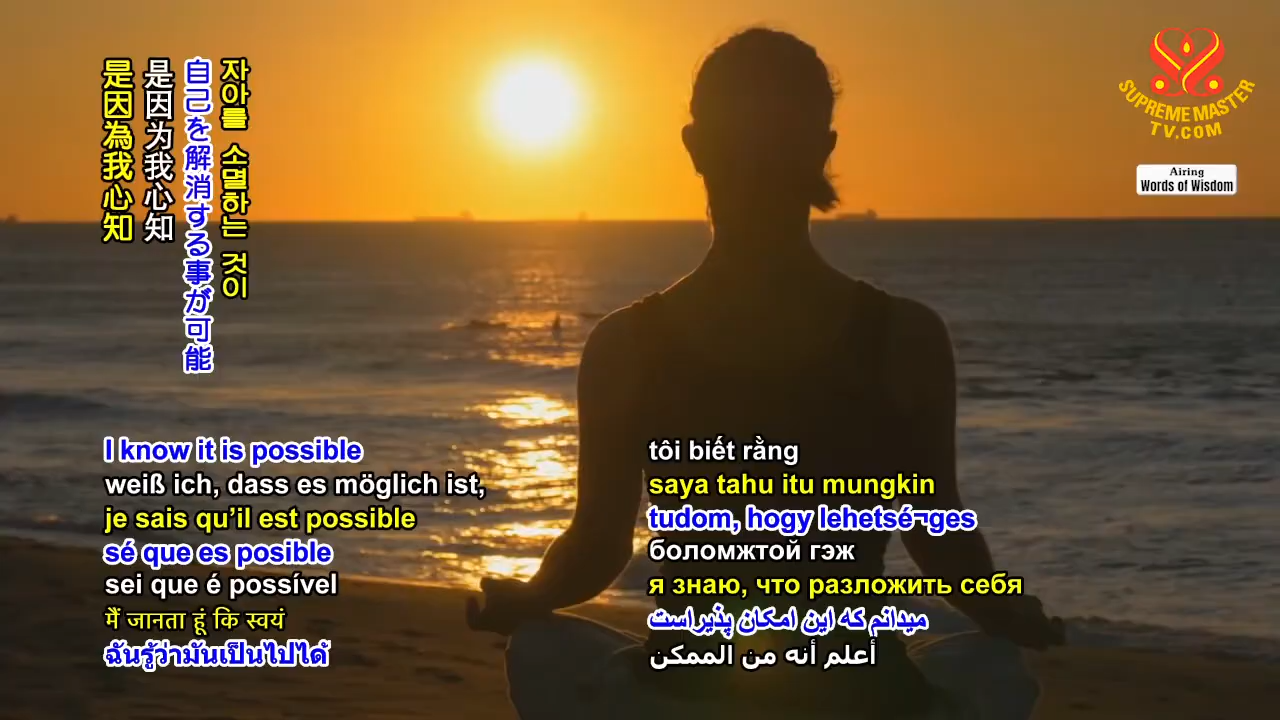 是因為我心知
是因为我心知
自己を解消する事が可能
자아를 소멸하는 것이
SUPREME MASTER
TV.COM
Airing
Words of Wisdom
I know it is possible
weiß ich, dass es möglich ist,
je sais qu’il est possible
sé que es posible
sei que é possível
मैं जानता हूं कि स्वयं
ฉันรู้ว่ามันเป็นไปได้
tôi biết rằng
saya tahu itu mungkin
tudom, hogy lehetsé¬ges
боломжтой гэж
я знаю, что разложить себя
میدانم که این امکان پذیراست
أعلم أنه من الممكن